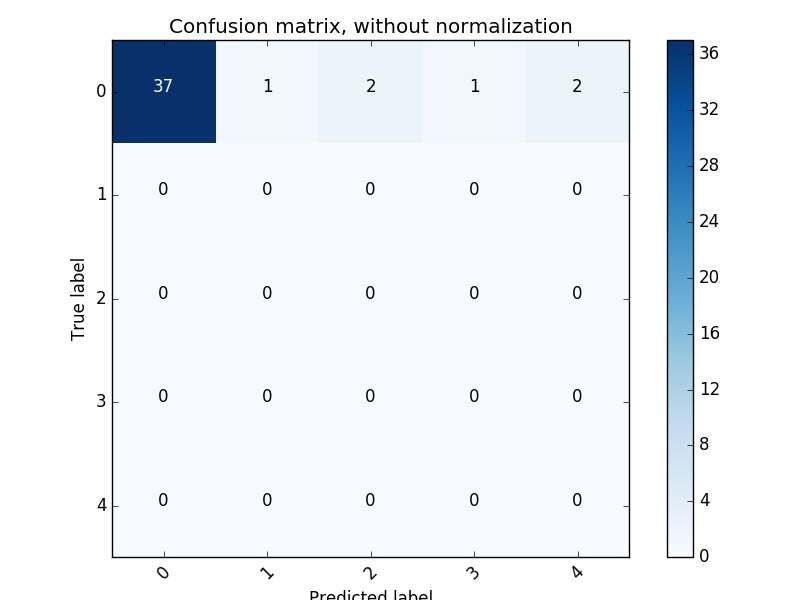 Confusion matrix, without normalization
0 37 1 2 1 2
1 0 0 0 0 0
2 0 0 0 0 0
3 0 0 0 0 0
4 0 0 0 0 0
True label
0 1 2 3 4
Predicted label
36
32
28
24
20
16
12
8
4
0